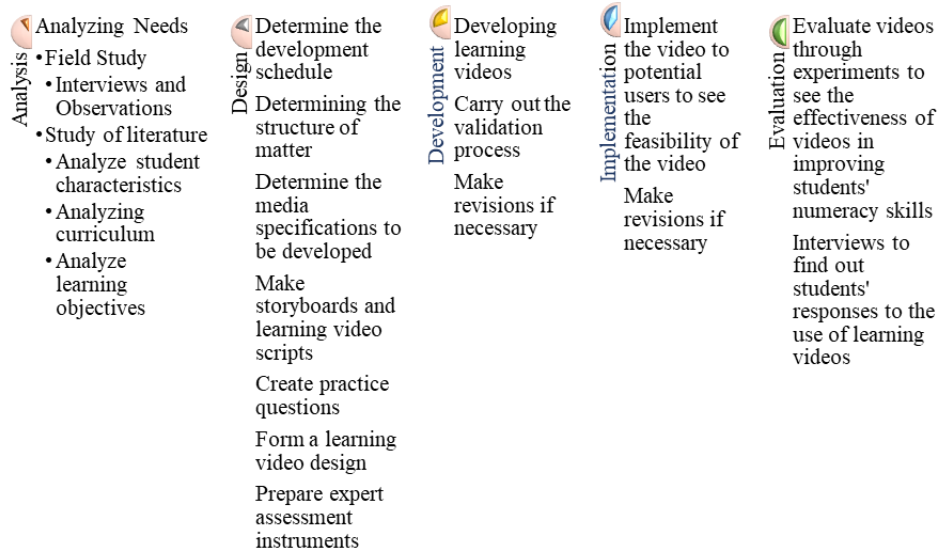 Analysis
Analyzing Needs
•Field Study
•Interviews and
Observations
•Study of literature
•Analyze student
characteristics
•Analyzing
curriculum
•Analyze
learning
objectives
Design
Determine the
development
schedule
Determining the
structure of
matter
Determine the
media
specifications to
be developed
Make
storyboards and
learning video
scripts
Create practice
questions
Form a learning
video design
Prepare expert
assessment
instruments
Development
Developing
learning
videos
Carry out the
validation
process
Make
revisions if
necessary
Implementation
Implement
the video to
potential
users to see
the
feasibility of
the video
Make
revisions if
necessary
Evaluation
Evaluate videos
through
experiments to
see the
effectiveness of
videos in
improving
students'
numeracy skills
Interviews to
find out
students'
responses to the
use of learning
videos